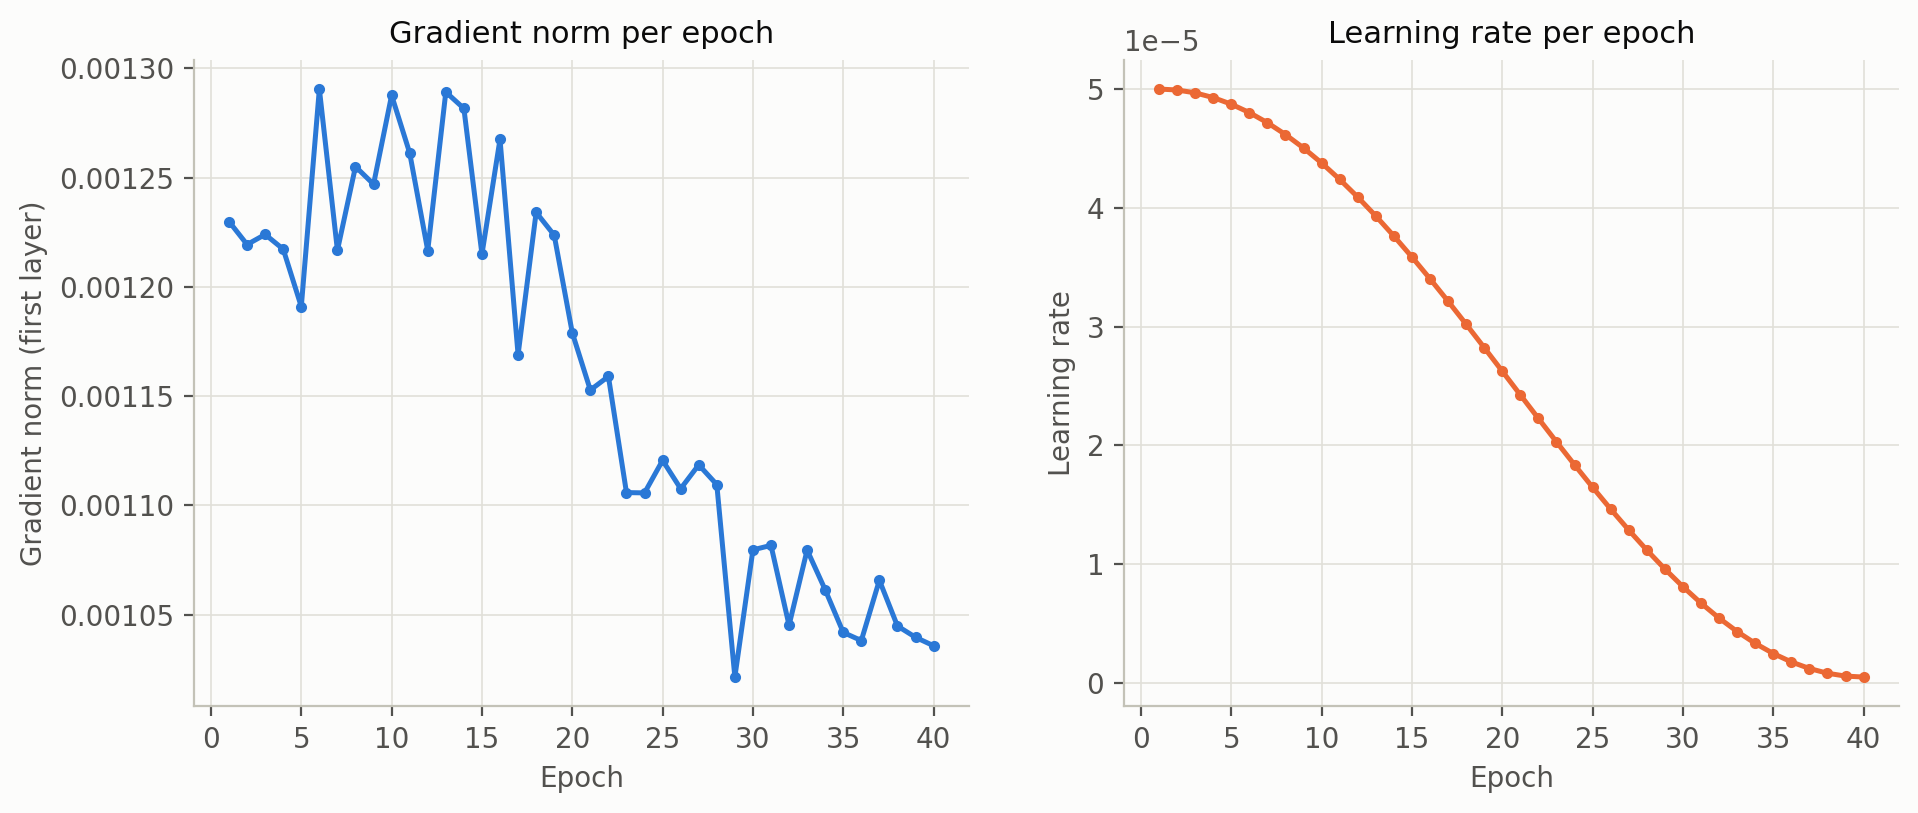 Gradient norm per epoch
0.00130
0.00125
0.00120
0.00115
0.00110
0.00105
Gradient norm (first layer)
0 5 10 15 20 25 30 35 40
Epoch
Learning rate per epoch
1e−5
5
4
3
2
1
0
Learning rate
0 5 10 15 20 25 30 35 40
Epoch